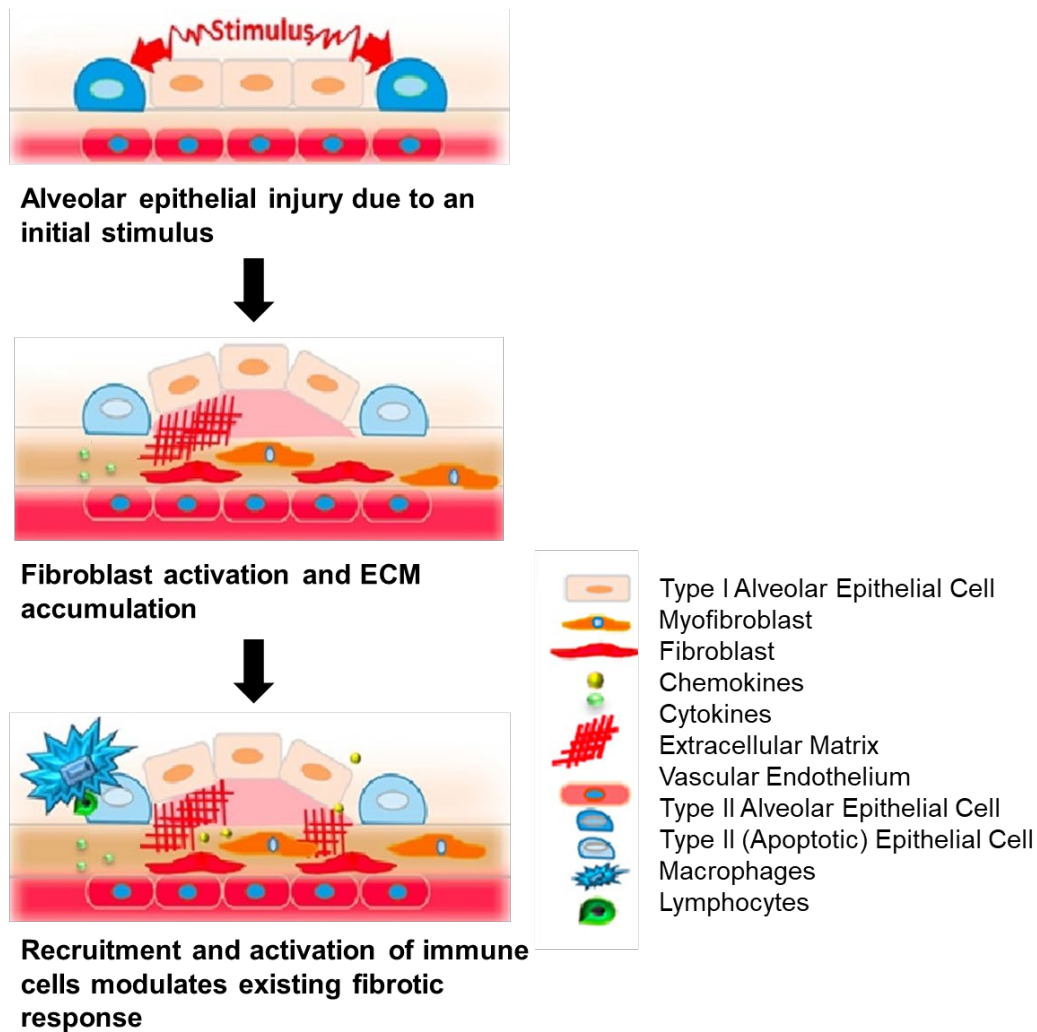 Stimulus
Alveolar epithelial injury due to an
initial stimulus
Fibroblast activation and ECM
accumulation
Type I Alveolar Epithelial Cell
Myofibroblast
Fibroblast
Chemokines
Cytokines
Extracellular Matrix
Vascular Endothelium
Type II Alveolar Epithelial Cell
Type II (Apoptotic) Epithelial Cell
Macrophages
Lymphocytes
Recruitment and activation of immune
cells modulates existing fibrotic
response